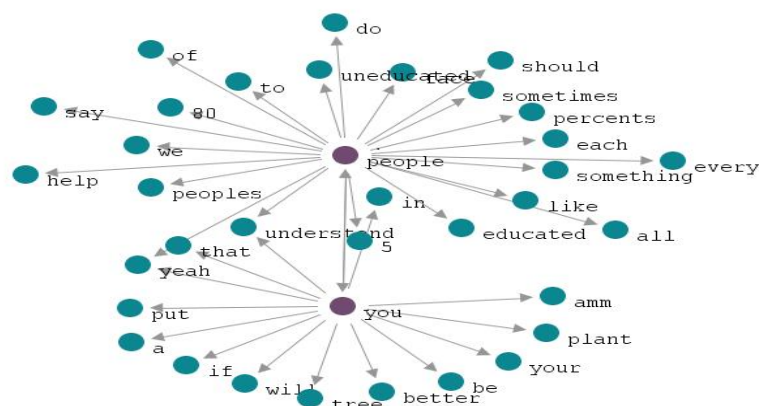 do
of
should
uneducated
face
to
sometimes
say
80
percents
we
each
people
every
help
something
peoples
in
like
understand
educated
all
that
5
yeah
amm
put
you
plant
a
if
your
will
be
better
tree